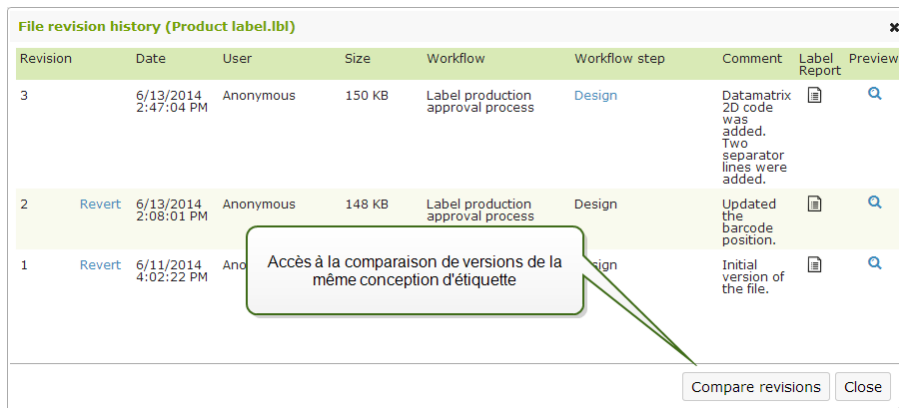 File revision history (Product label.lbl)
Revision Date User Size Workflow Workflow step Comment Label Report Preview
3 6/13/2014 2:47:04 PM Anonymous 150 KB Label production approval process Design Datamatrix 2D code was added. Two separator lines were added.
2 Revert 6/13/2014 2:08:01 PM Anonymous 148 KB Label production approval process Design Updated the barcode position.
1 Revert 6/11/2014 4:02:22 PM Initial version of the file.
Accès à la comparaison de versions de la
même conception d'étiquette
Compare revisions Close